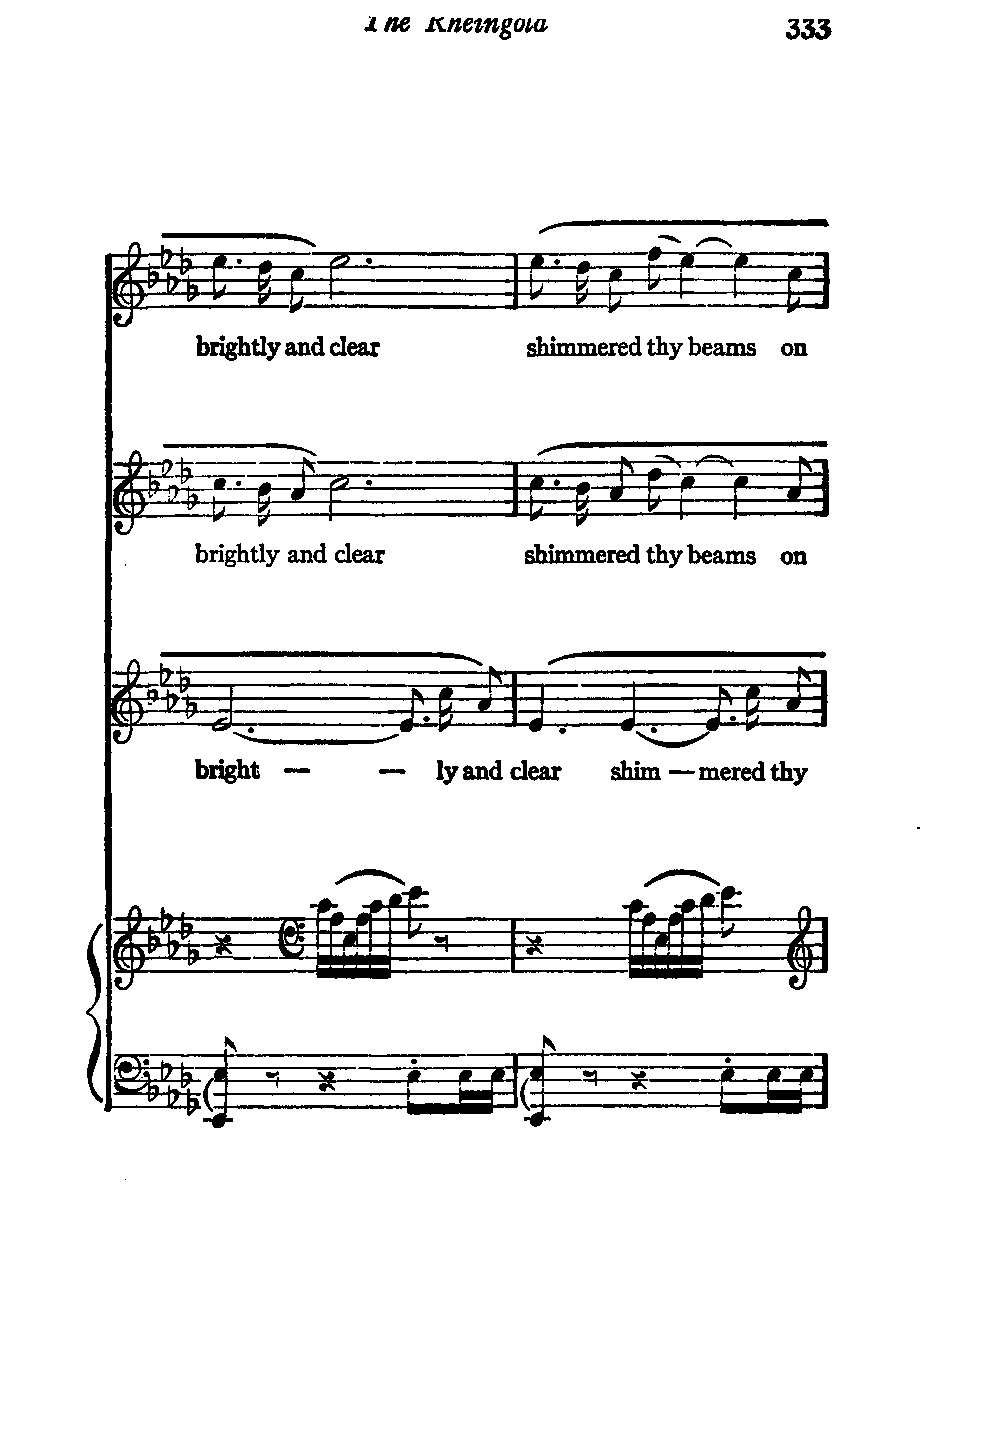 The Rheingold 333
brightly and clear shimmered thy beams on
brightly and clear shimmered thy beams on
bright — — ly and clear shim — mered thy